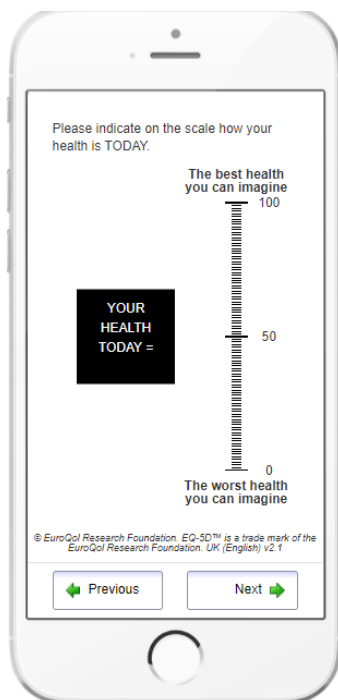 Please indicate on the scale how your
health is TODAY.
The best health
you can imagine
100
YOUR
HEALTH
TODAY =
50
0
The worst health
you can imagine
© EuroQol Research Foundation. EQ-5D™ is a trade mark of the
EuroQol Research Foundation. UK (English) v2.1
Previous
Next